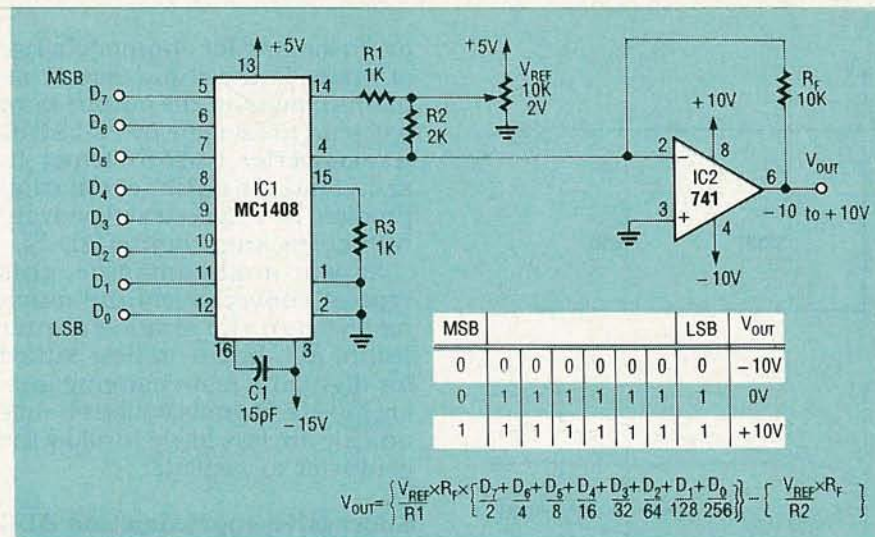 +5V
13
MSB
D7 5
D6 6
D5 7
D4 8
D3 9
D2 10
D1 11
D0 12
LSB
IC1
MC1408
14
4
15
1
2
16
3
C1
15pF
-15V
R1
1K
R2
2K
R3
1K
+5V
VREF
10K
2V
RF
10K
+10V
2
8
IC2
741
3
6
4
-10V
VOUT
-10
to +10V
MSB LSB VOUT
0 0 0 0 0 0 0 0 -10V
0 1 1 1 1 1 1 1 0V
1 1 1 1 1 1 1 1 +10V
VOUT={VREF/R1×RF×{D7/2+D6/4+D5/8+D4/16+D3/32+D2/64+D1/128+D0/256}}-{VREF/R2×RF}